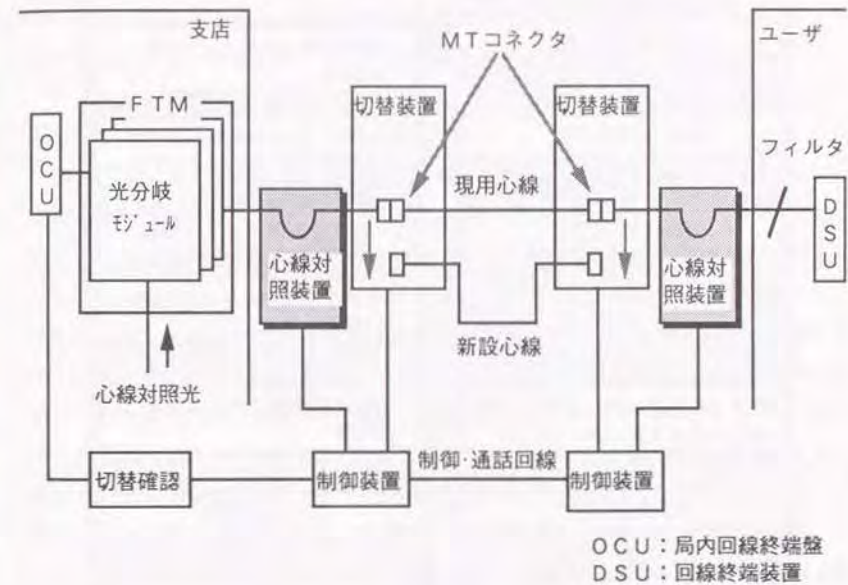 支店
MTコネクタ
ユーザ
FTM
切替装置
切替装置
フィルタ
OCU
光分岐
モジュール
現用心線
DSU
心線対
照装置
心線対
照装置
新設心線
心線対照光
制御・通話回線
切替確認
制御装置
制御装置
OCU：局内回線終端盤
DSU：回線終端装置